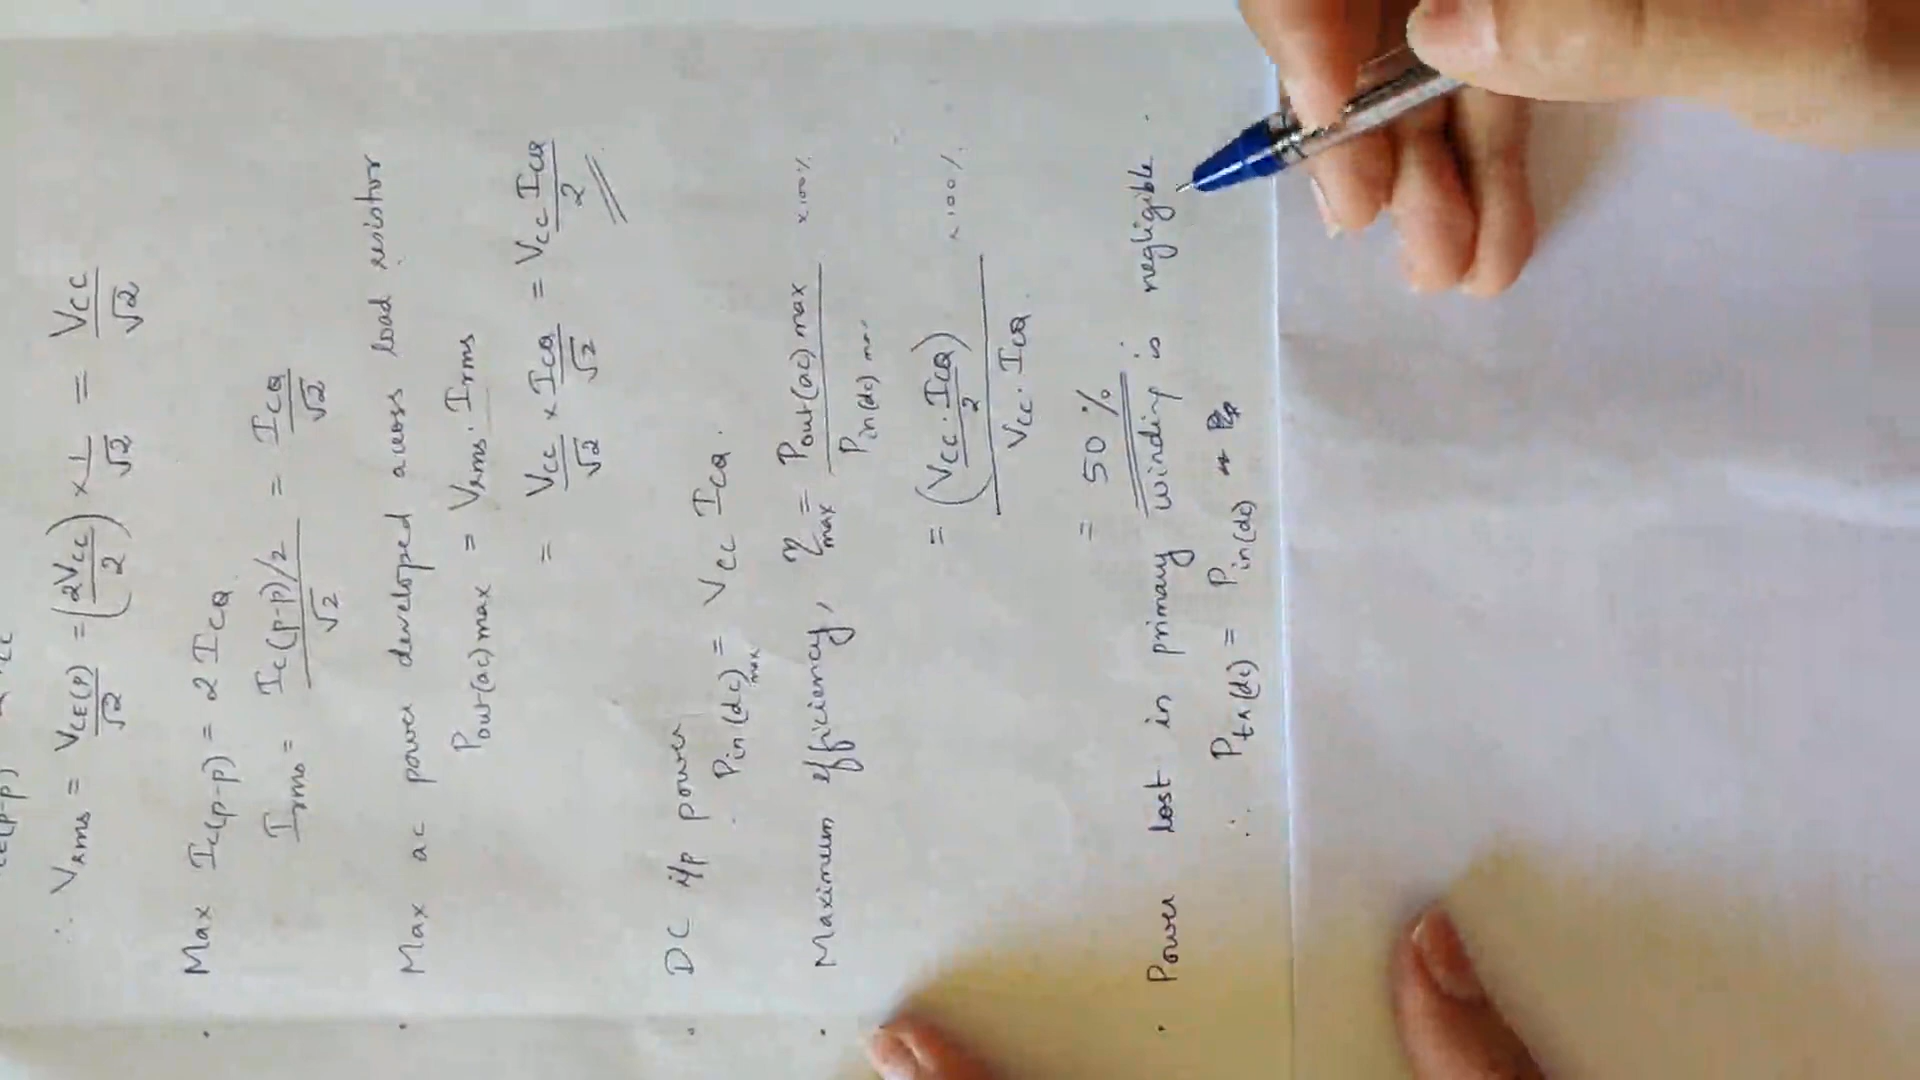 ∴ Vrms = VCE(p)/√2 = (2VCC/2) × 1/√2 = VCC/√2
· Max Ic(p-p) = 2 ICQ
Irms = Ic(p-p)/2 / √2 = ICQ/√2
· Max ac power developed across load resistor
Pout(ac)max = Vrms · Irms
= VCC/√2 × ICQ/√2 = VCC ICQ/2
· DC i/p power
Pin(dc)max = VCC ICQ.
· Maximum efficiency, ηmax = Pout(ac)max / Pin(dc)max × 100%
= (VCC · ICQ/2) / VCC · ICQ × 100%
= 50 %
· Power lost in primary winding is negligible.
∴ Ptr(dc) = Pin(dc)